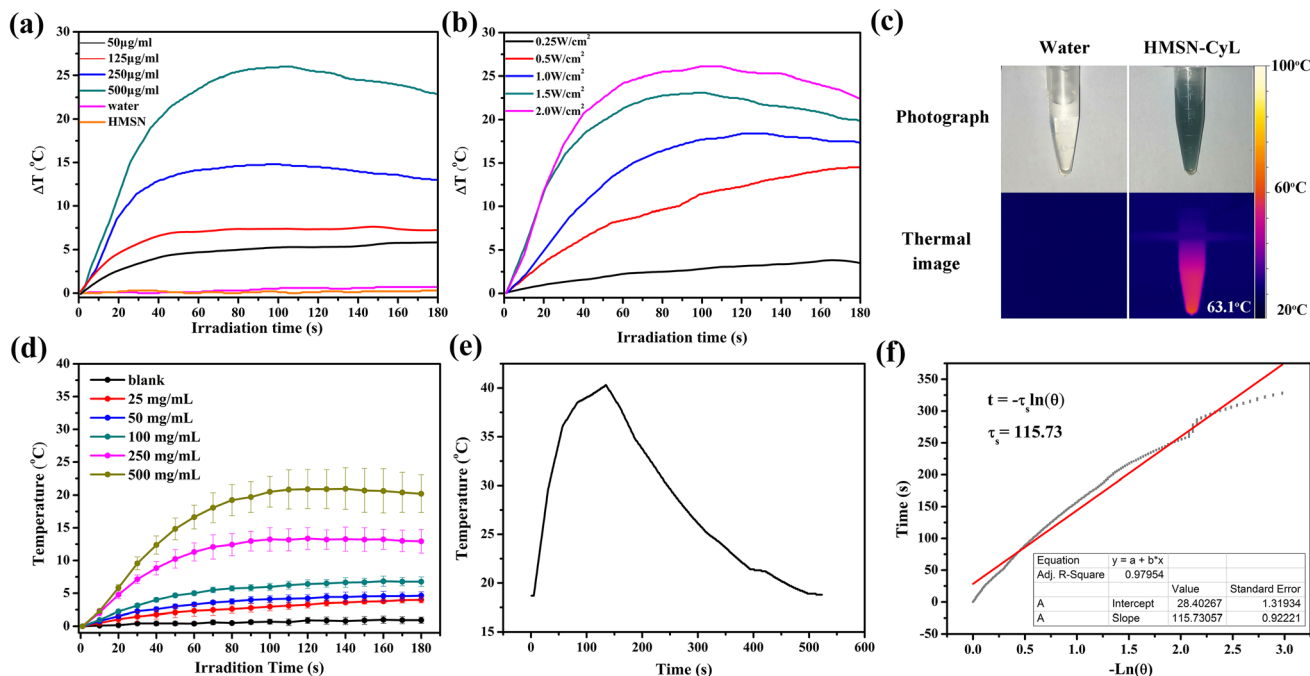 (a)
30
25
20
15
10
5
0
ΔT (°C)
50μg/ml
125μg/ml
250μg/ml
500μg/ml
water
HMSN
0 20 40 60 80 100 120 140 160 180
Irradiation time (s)
(b)
30
25
20
15
10
5
0
ΔT (°C)
0.25W/cm²
0.5W/cm²
1.0W/cm²
1.5W/cm²
2.0W/cm²
0 20 40 60 80 100 120 140 160 180
Irradiation time (s)
(c)
Water HMSN-CyL
Photograph
Thermal
image
63.1°C
100°C
60°C
20°C
(d)
40
35
30
25
20
15
10
5
0
Temperature (°C)
blank
25 mg/mL
50 mg/mL
100 mg/mL
250 mg/mL
500 mg/mL
0 20 40 60 80 100 120 140 160 180
Irradition Time (s)
(e)
40
35
30
25
20
15
Temperature (°C)
0 100 200 300 400 500 600
Time (s)
(f)
350
300
250
200
150
100
50
0
-50
Time (s)
t = -τsln(θ)
τs = 115.73
Equation y = a + b*x
Adj. R-Square 0.97954
Value Standard Error
A Intercept 28.40267 1.31934
A Slope 115.73057 0.92221
0.0 0.5 1.0 1.5 2.0 2.5 3.0
-Ln(θ)